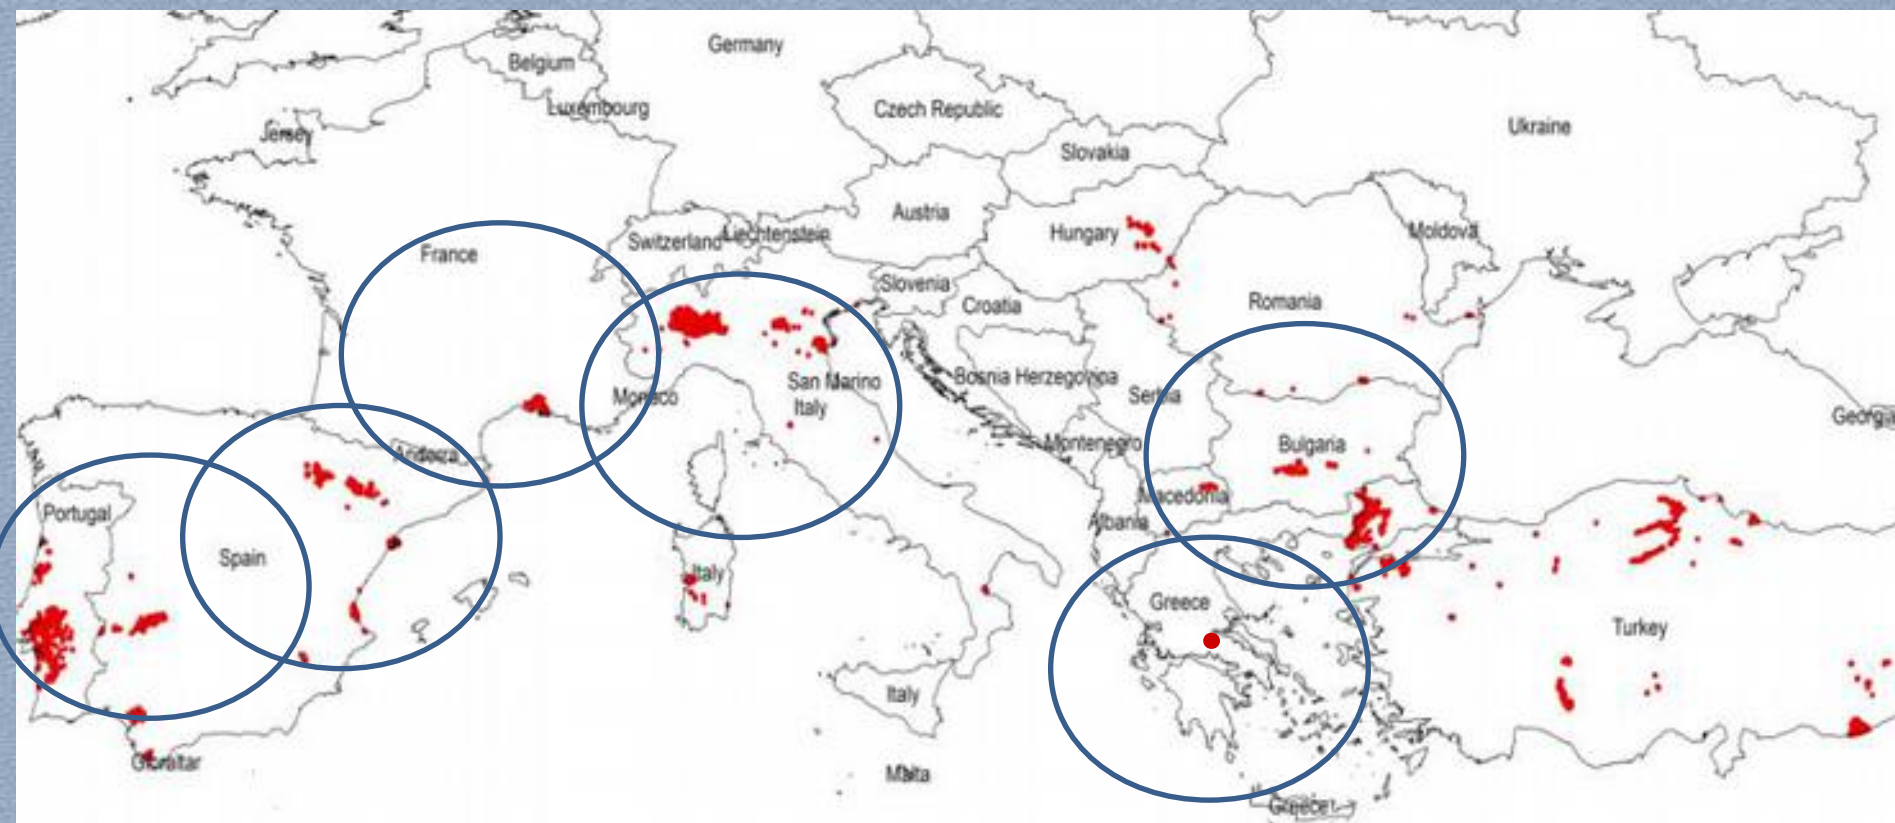 Germany
Belgium
Luxembourg
Czech Republic
Jersey
Ukraine
Slovakia
Austria
France
Switzerland
Liechtenstein
Hungary
Moldova
Slovenia
Croatia
Romania
Monaco
San Marino
Italy
Bosnia Herzegovina
Serbia
Georgia
Andorra
Montenegro
Bulgaria
Macedonia
Portugal
Albania
Spain
Italy
Greece
Turkey
Italy
Gibraltar
Malta
Greece